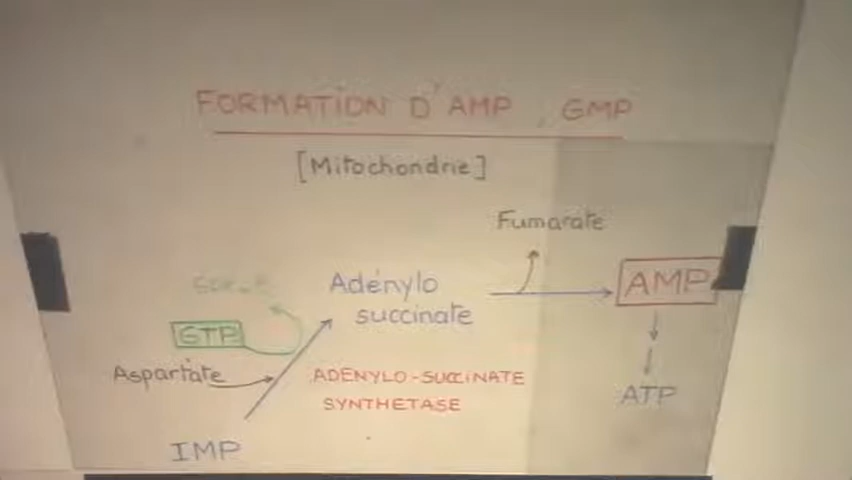 FORMATION D'AMP, GMP
[Mitochondrie]
Fumarate
Adénylo
succinate
AMP
GTP
Aspartate
ADENYLO-SUCCINATE
SYNTHETASE
ATP
IMP